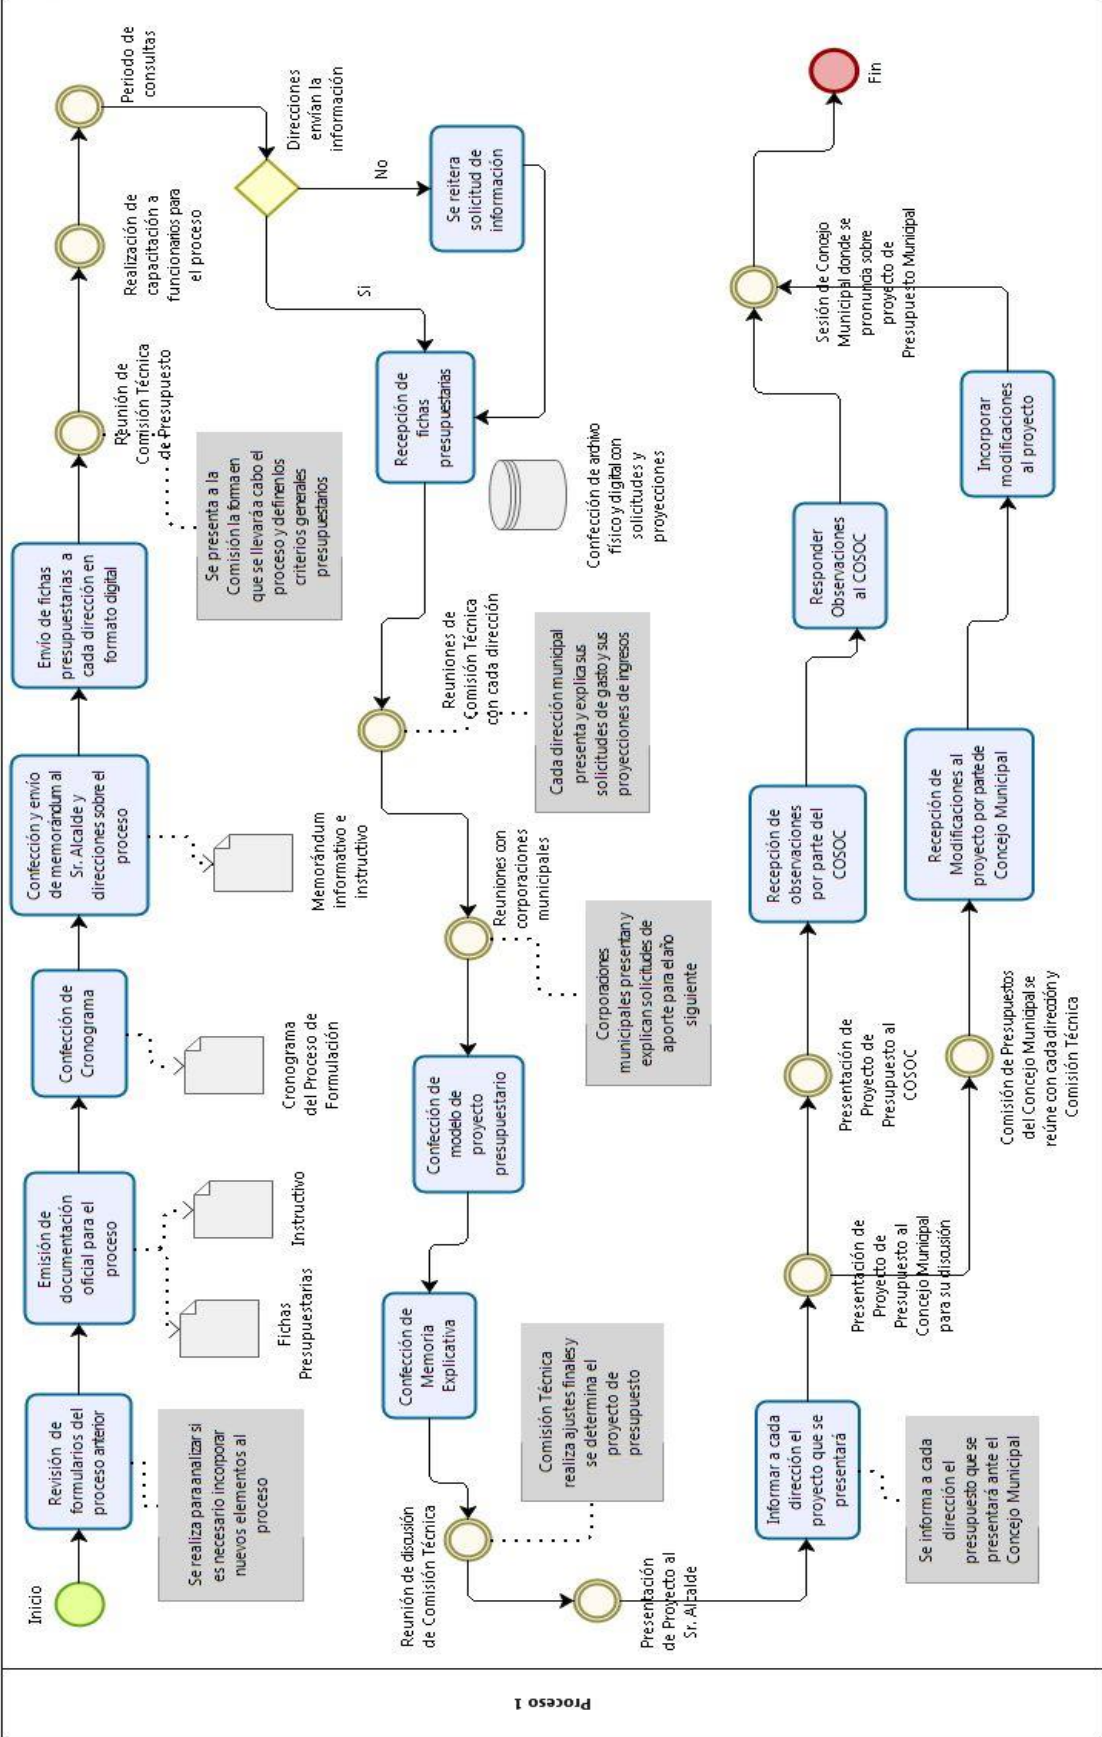 Proceso 1
Inicio
Revisión de
formularios del
proceso anterior
Se realiza para analizar si
es necesario incorporar
nuevos elementos al
proceso
Emisión de
documentación
oficial para el
proceso
Fichas
Presupuestarias
Instructivo
Confección de
Cronograma
Cronograma
del Proceso de
Formulación
Confección y envío
de memorándum al
Sr. Alcalde y
direcciones sobre el
proceso
Memorándum
informativo e
instructivo
Envío de fichas
presupuestarias a
cada dirección en
formato digital
Reunión de
Comisión Técnica
de Presupuesto
Se presenta a la
Comisión la forma en
que se llevará a cabo el
proceso y definen los
criterios generales
presupuestarios
Realización de
capacitación a
funcionarios para
el proceso
Periodo de
consultas
Direcciones
envían la
información
No
Si
Se reitera
solicitud de
información
Recepción de
fichas
presupuestarias
Confección de archivo
físico y digital con
solicitudes y
proyecciones
Reuniones de
Comisión Técnica
con cada dirección
Cada dirección municipal
presenta y explica sus
solicitudes de gasto y sus
proyecciones de ingresos
Reuniones con
corporaciones
municipales
Corporaciones
municipales presentan y
explican solicitudes de
aporte para el año
siguiente
Confección de
modelo de
proyecto
presupuestario
Confección de
Memoria
Explicativa
Reunión de discusión
de Comisión Técnica
Comisión Técnica
realiza ajustes finales y
se determina el
proyecto de
presupuesto
Presentación
de Proyecto al
Sr. Alcalde
Informar a cada
dirección el
proyecto que se
presentará
Se informa a cada
dirección el
presupuesto que se
presentará ante el
Concejo Municipal
Presentación de
Proyecto de
Presupuesto al
Concejo Municipal
para su discusión
Presentación de
Proyecto de
Presupuesto al
COSOC
Comisión de Presupuestos
del Concejo Municipal se
reúne con cada dirección y
Comisión Técnica
Recepción de
observaciones
por parte del
COSOC
Recepción de
Modificaciones al
proyecto por parte de
Concejo Municipal
Responder
Observaciones
al COSOC
Incorporar
modificaciones
al proyecto
Sesión de Concejo
Municipal donde se
pronuncia sobre
proyecto de
Presupuesto Municipal
Fin